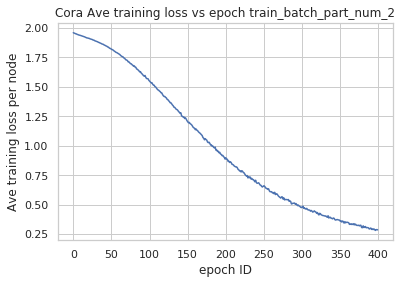 Cora Ave training loss vs epoch train_batch_part_num_2
Ave training loss per node
2.00
1.75
1.50
1.25
1.00
0.75
0.50
0.25
0 50 100 150 200 250 300 350 400
epoch ID